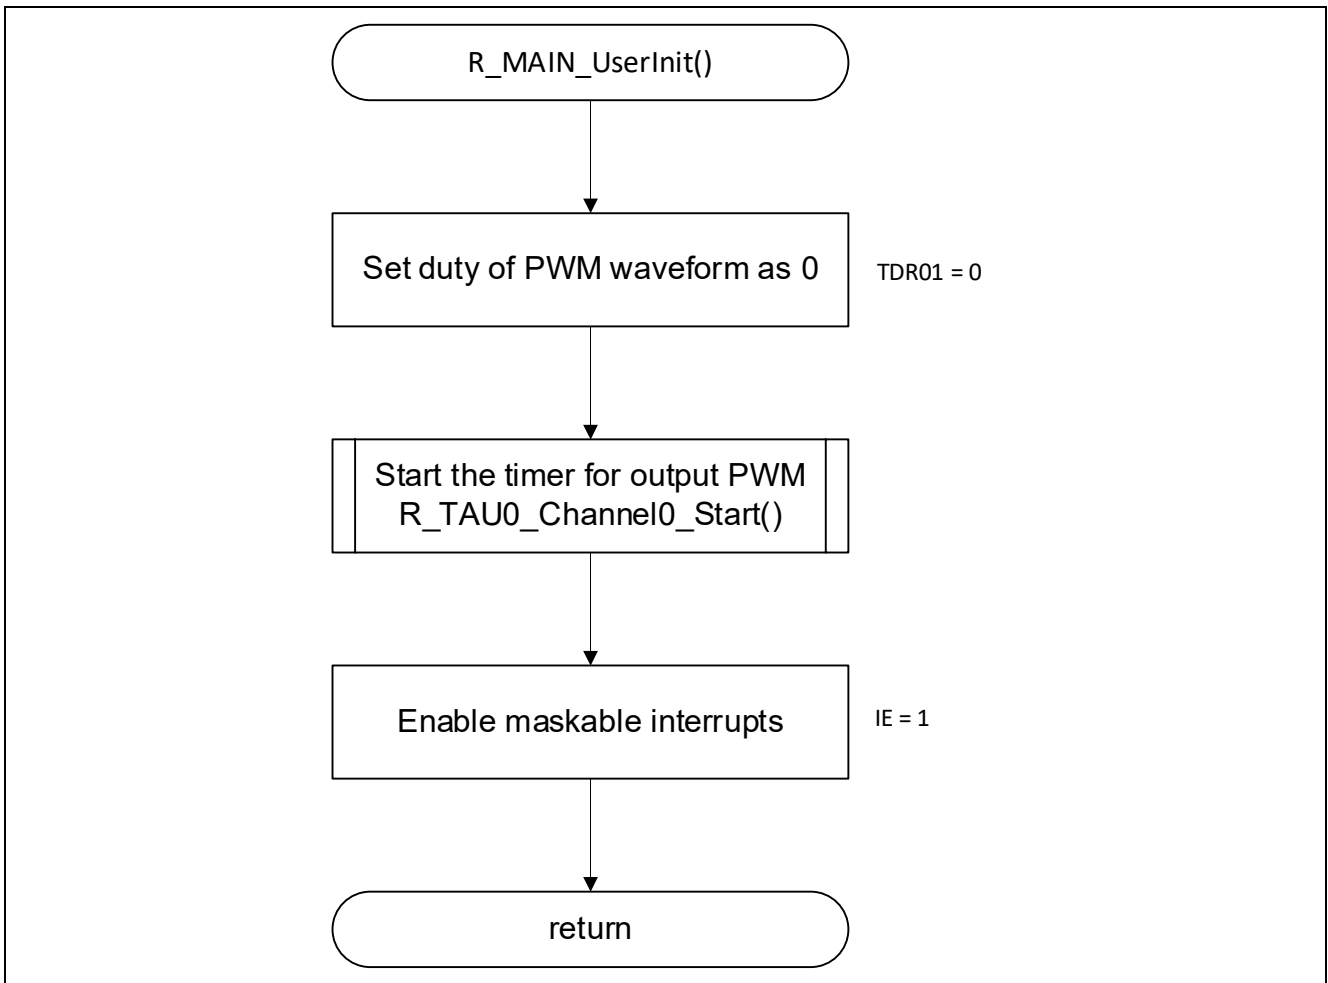 R_MAIN_UserInit()
Set duty of PWM waveform as 0
TDR01 = 0
Start the timer for output PWM
R_TAU0_Channel0_Start()
Enable maskable interrupts
IE = 1
return